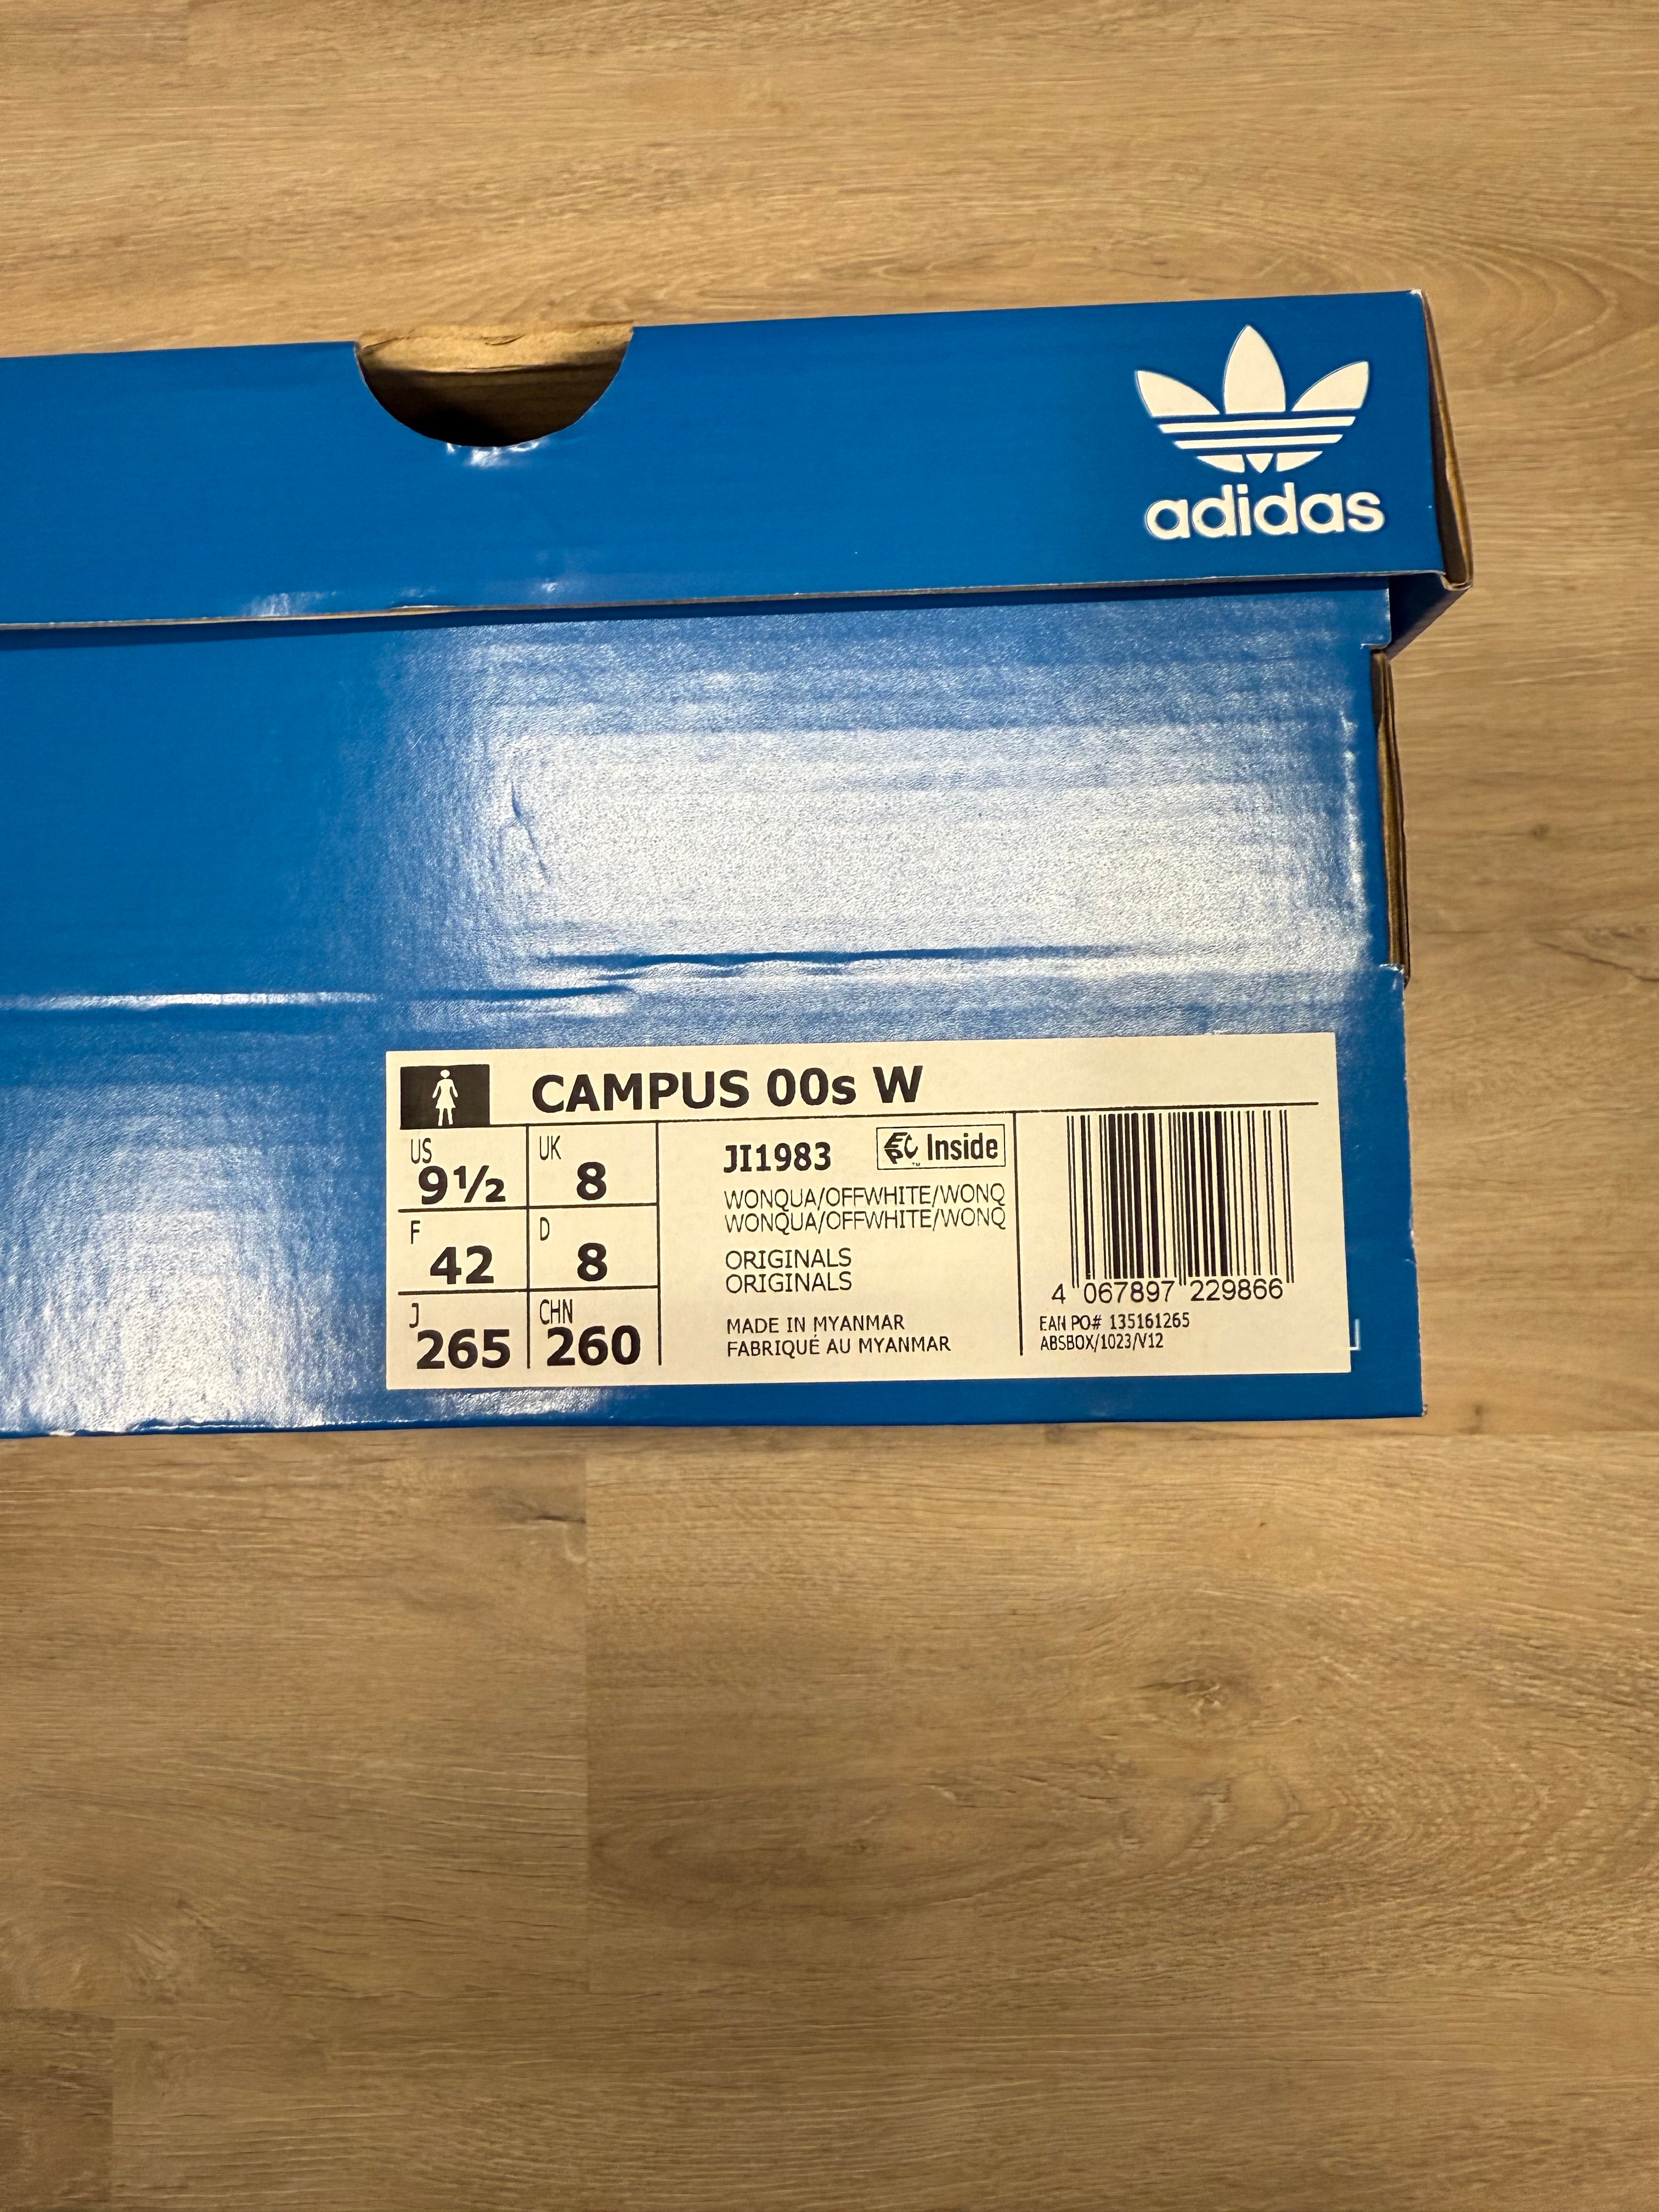 adidas
CAMPUS 00s W
US
9½
UK
8
F
42
D
8
J
265
CHN
260
JI1983
EPC Inside
WONQUA/OFFWHITE/WONQ
WONQUA/OFFWHITE/WONQ
ORIGINALS
ORIGINALS
MADE IN MYANMAR
FABRIQUÉ AU MYANMAR
4 067897 229866
EAN PO# 135161265
ABSBOX/1023/V12